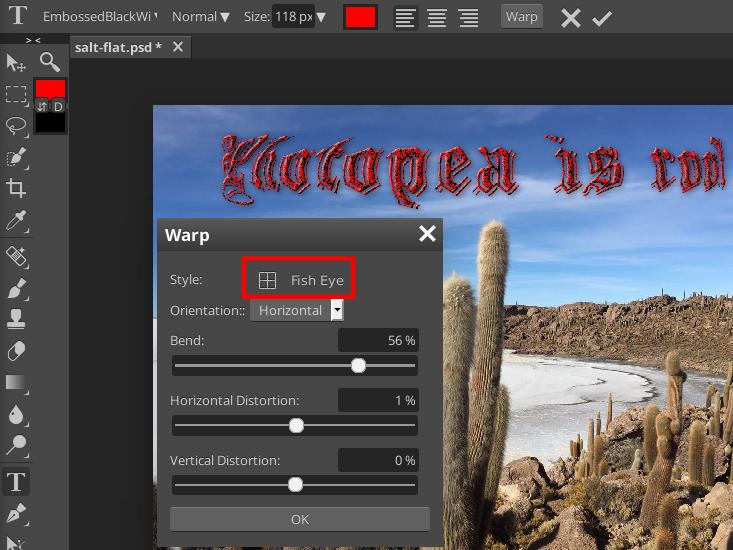 T EmbossedBlackWi Normal Size: 118 px Warp
> <
salt-flat.psd *
D
Photopea is cool
Warp
Style: Fish Eye
Orientation:: Horizontal
Bend: 56 %
Horizontal Distortion: 1 %
Vertical Distortion: 0 %
T
OK